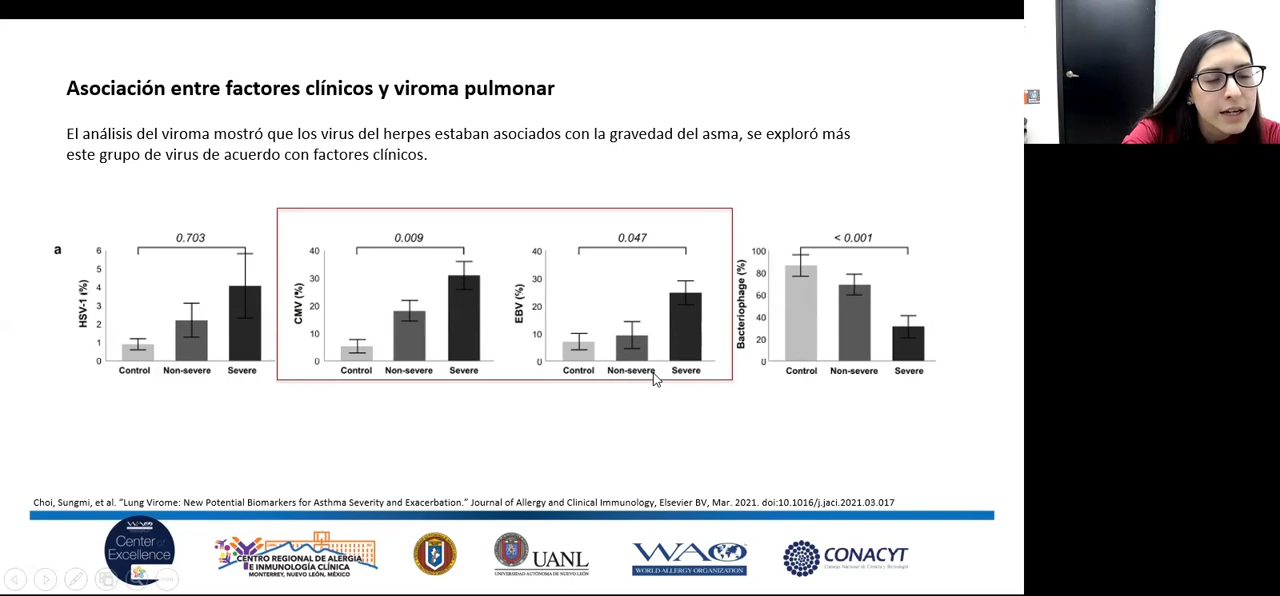 Asociación entre factores clínicos y viroma pulmonar
El análisis del viroma mostró que los virus del herpes estaban asociados con la gravedad del asma, se exploró más
este grupo de virus de acuerdo con factores clínicos.
a
HSV-1 (%)
6
5
4
3
2
1
0
0.703
Control Non-severe Severe
CMV (%)
40
30
20
10
0
0.009
Control Non-severe Severe
EBV (%)
40
30
20
10
0
0.047
Control Non-severe Severe
Bacteriophage (%)
100
80
60
40
20
0
< 0.001
Control Non-severe Severe
Choi, Sungmi, et al. “Lung Virome: New Potential Biomarkers for Asthma Severity and Exacerbation.” Journal of Allergy and Clinical Immunology, Elsevier BV, Mar. 2021. doi:10.1016/j.jaci.2021.03.017
WAO
Center of
Excellence
CENTRO REGIONAL DE ALERGIA
E INMUNOLOGÍA CLÍNICA
MONTERREY, NUEVO LEÓN, MÉXICO
UANL
UNIVERSIDAD AUTÓNOMA DE NUEVO LEÓN
WAO
WORLD ALLERGY ORGANIZATION
CONACYT
Consejo Nacional de Ciencia y Tecnología